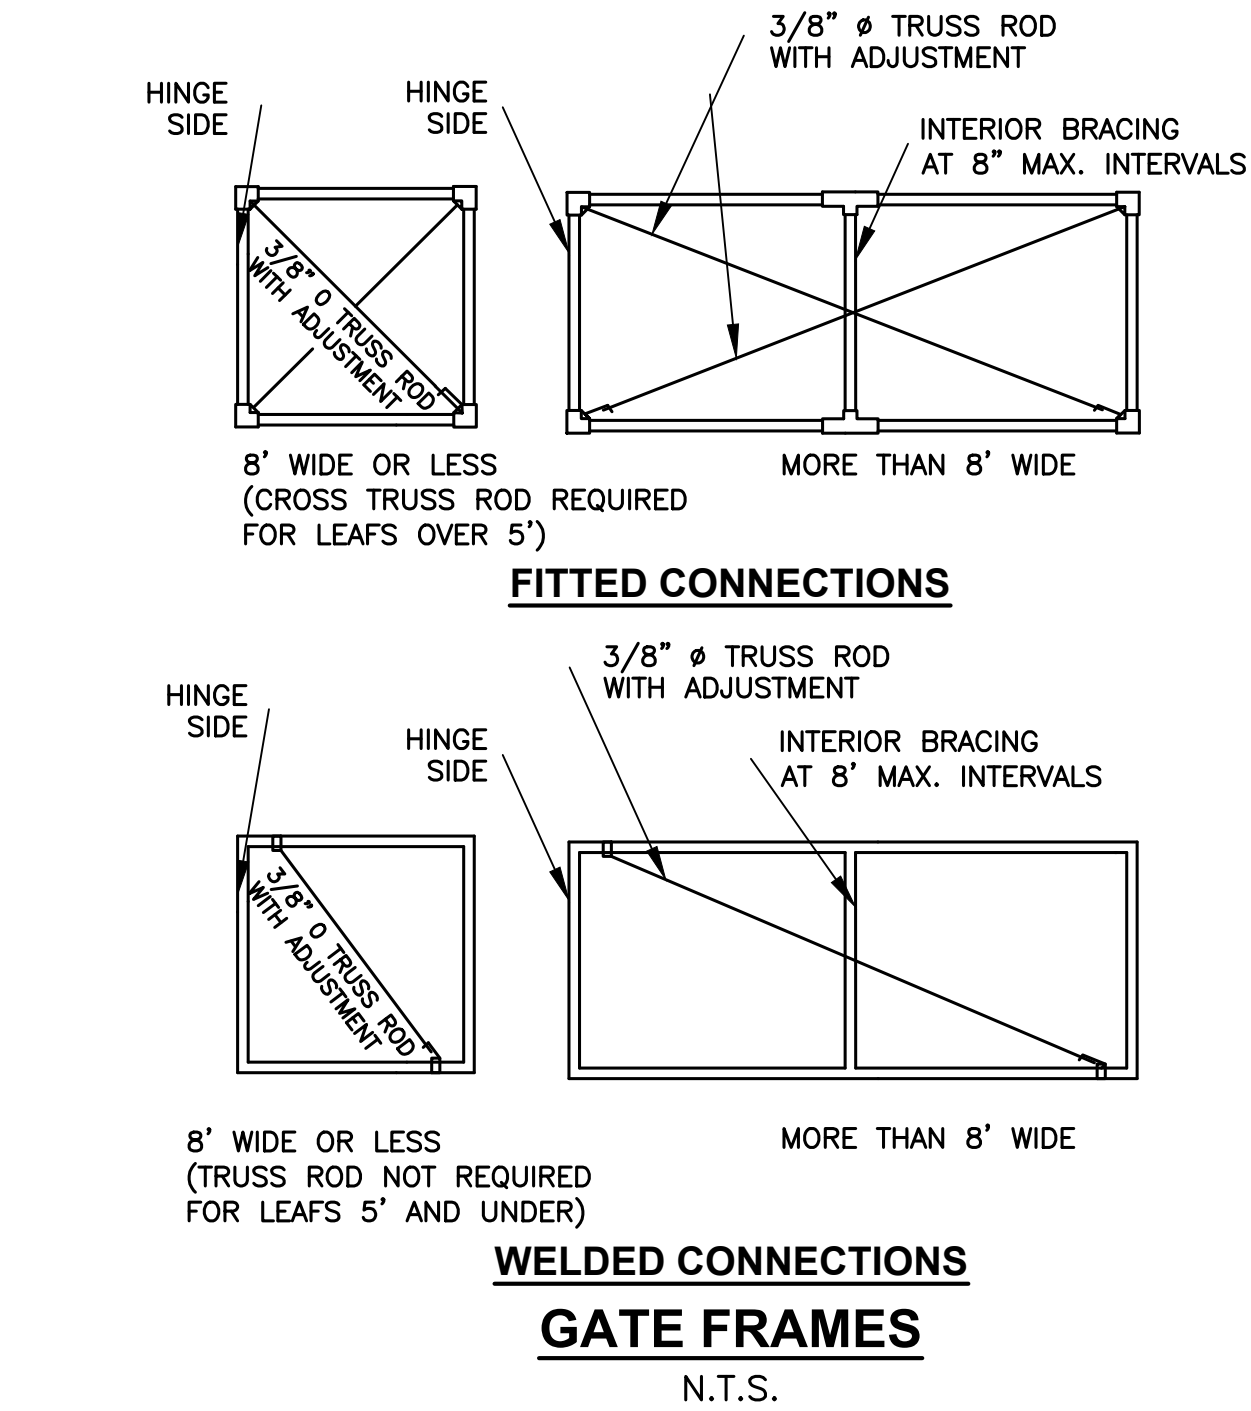 3/8" ø TRUSS ROD
WITH ADJUSTMENT
HINGE
SIDE
HINGE
SIDE
INTERIOR BRACING
AT 8" MAX. INTERVALS
3/8" O TRUSS ROD
WITH ADJUSTMENT
8' WIDE OR LESS
(CROSS TRUSS ROD REQUIRED
FOR LEAFS OVER 5')
MORE THAN 8' WIDE
FITTED CONNECTIONS
3/8" ø TRUSS ROD
WITH ADJUSTMENT
HINGE
SIDE
HINGE
SIDE
INTERIOR BRACING
AT 8' MAX. INTERVALS
3/8" O TRUSS ROD
WITH ADJUSTMENT
8' WIDE OR LESS
(TRUSS ROD NOT REQUIRED
FOR LEAFS 5' AND UNDER)
MORE THAN 8' WIDE
WELDED CONNECTIONS
GATE FRAMES
N.T.S.